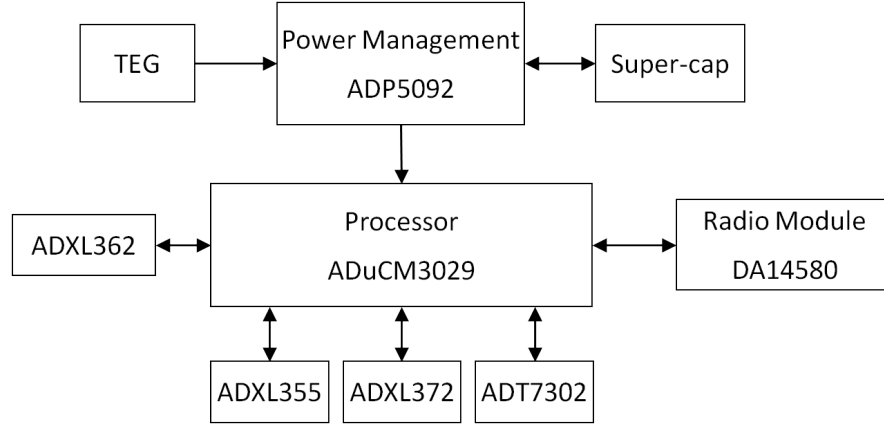 TEG
Power Management
ADP5092
Super-cap
ADXL362
Processor
ADuCM3029
Radio Module
DA14580
ADXL355
ADXL372
ADT7302